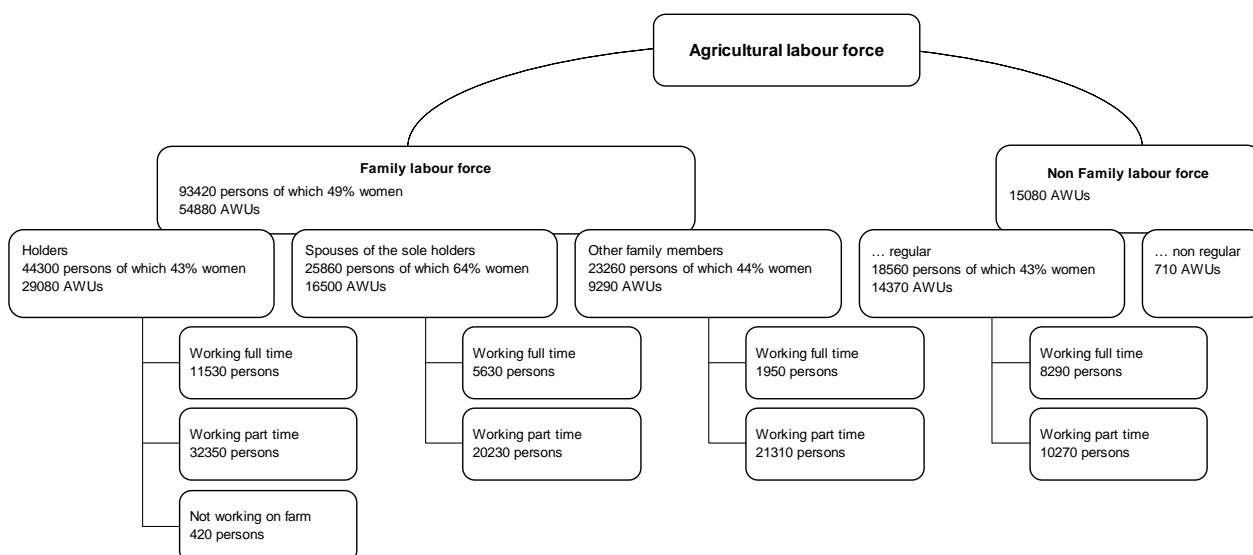 Agricultural labour force
Family labour force
93420 persons of which 49% women
54880 AWUs
Non Family labour force
15080 AWUs
Holders
44300 persons of which 43% women
29080 AWUs
Spouses of the sole holders
25860 persons of which 64% women
16500 AWUs
Other family members
23260 persons of which 44% women
9290 AWUs
... regular
18560 persons of which 43% women
14370 AWUs
... non regular
710 AWUs
Working full time
11530 persons
Working full time
5630 persons
Working full time
1950 persons
Working full time
8290 persons
Working part time
32350 persons
Working part time
20230 persons
Working part time
21310 persons
Working part time
10270 persons
Not working on farm
420 persons